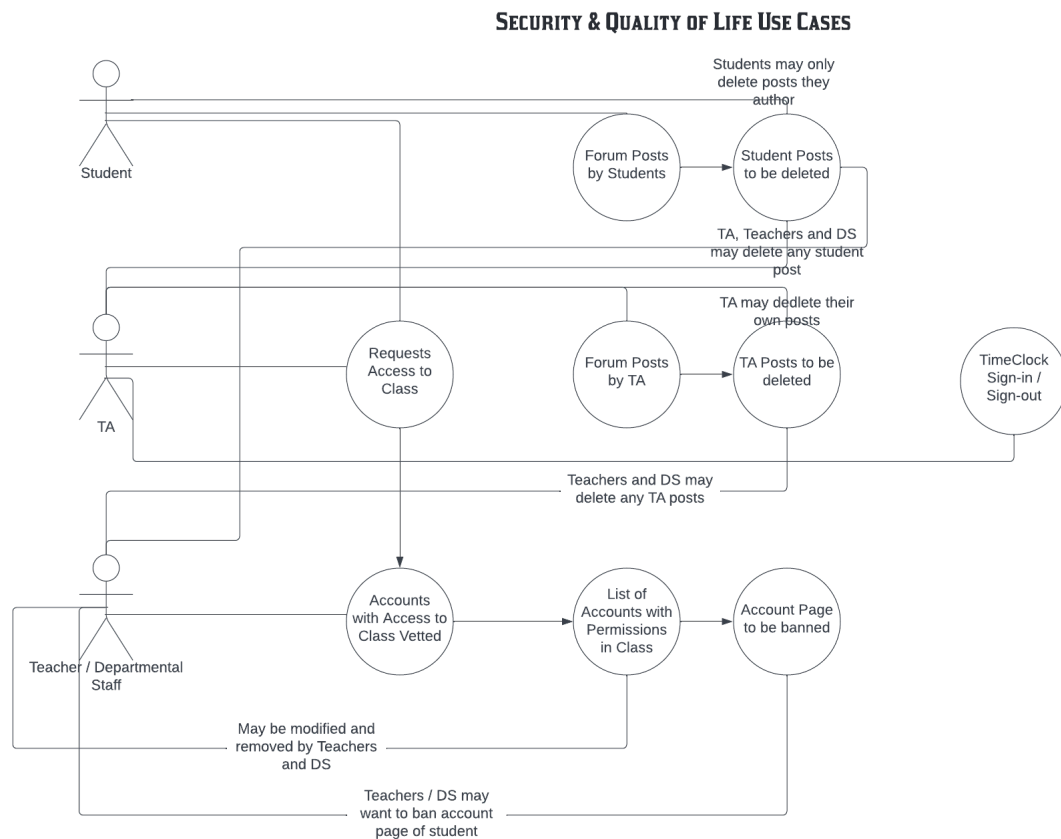 SECURITY & QUALITY OF LIFE USE CASES
Students may only
delete posts they
author
Student
Forum Posts
by Students
Student Posts
to be deleted
TA, Teachers and DS
may delete any student
post
TA may dedlete their
own posts
TA
Requests
Access to
Class
Forum Posts
by TA
TA Posts to be
deleted
TimeClock
Sign-in /
Sign-out
Teachers and DS may
delete any TA posts
Teacher / Departmental
Staff
Accounts
with Access to
Class Vetted
List of
Accounts with
Permissions
in Class
Account Page
to be banned
May be modified and
removed by Teachers
and DS
Teachers / DS may
want to ban account
page of student